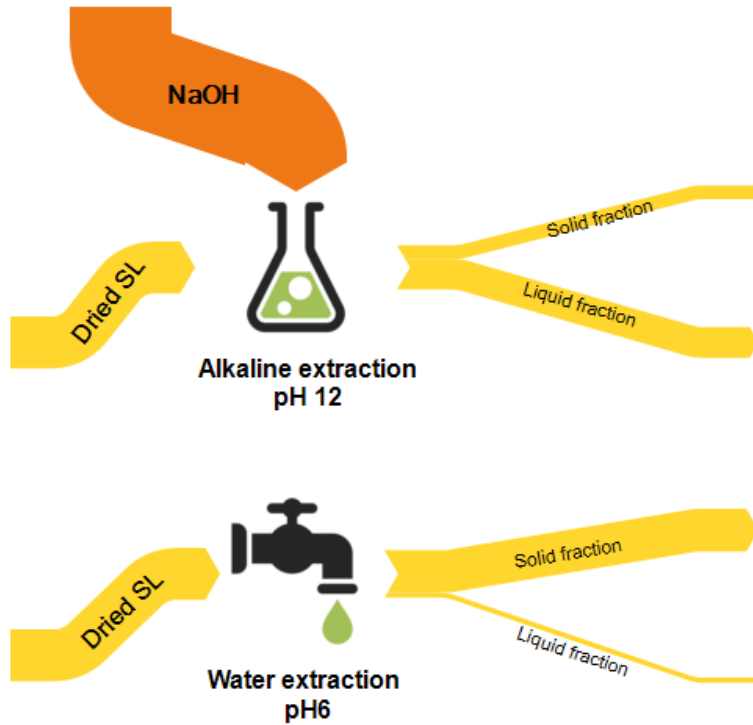 NaOH
Dried SL
Solid fraction
Liquid fraction
Alkaline extraction
pH 12
Dried SL
Solid fraction
Liquid fraction
Water extraction
pH6